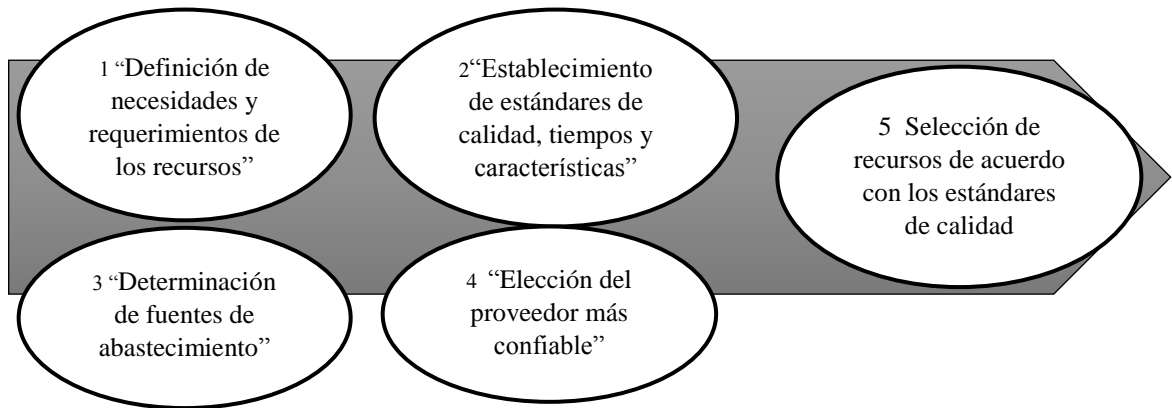 1 “Definición de
necesidades y
requerimientos de
los recursos”
2“Establecimiento
de estándares de
calidad, tiempos y
características”
3 “Determinación
de fuentes de
abastecimiento”
4 “Elección del
proveedor más
confiable”
5 Selección de
recursos de acuerdo
con los estándares
de calidad